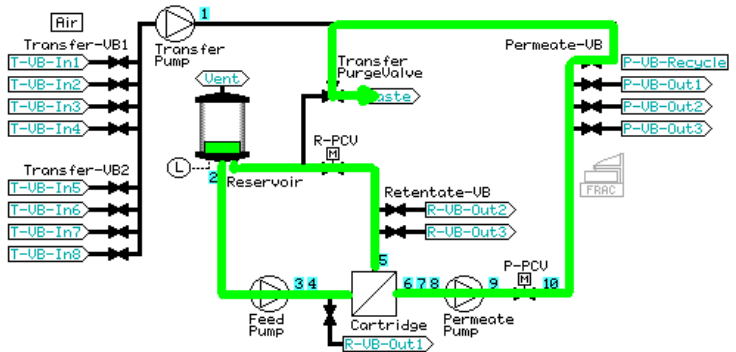 Air
1
Transfer-VB1
Transfer
Pump
Permeate-VB
T-VB-In1
T-VB-In2
T-VB-In3
T-VB-In4
Vent
Transfer
PurgeValve
aste
P-VB-Recycle
P-VB-Out1
P-VB-Out2
P-VB-Out3
R-PCV
M
Transfer-VB2
L
2
Reservoir
FRAC
T-VB-In5
T-VB-In6
T-VB-In7
T-VB-In8
Retentate-VB
R-VB-Out2
R-VB-Out3
5
P-PCV
M
3 4
6 7 8
9
10
Feed
Pump
Cartridge
Permeate
Pump
R-VB-Out1